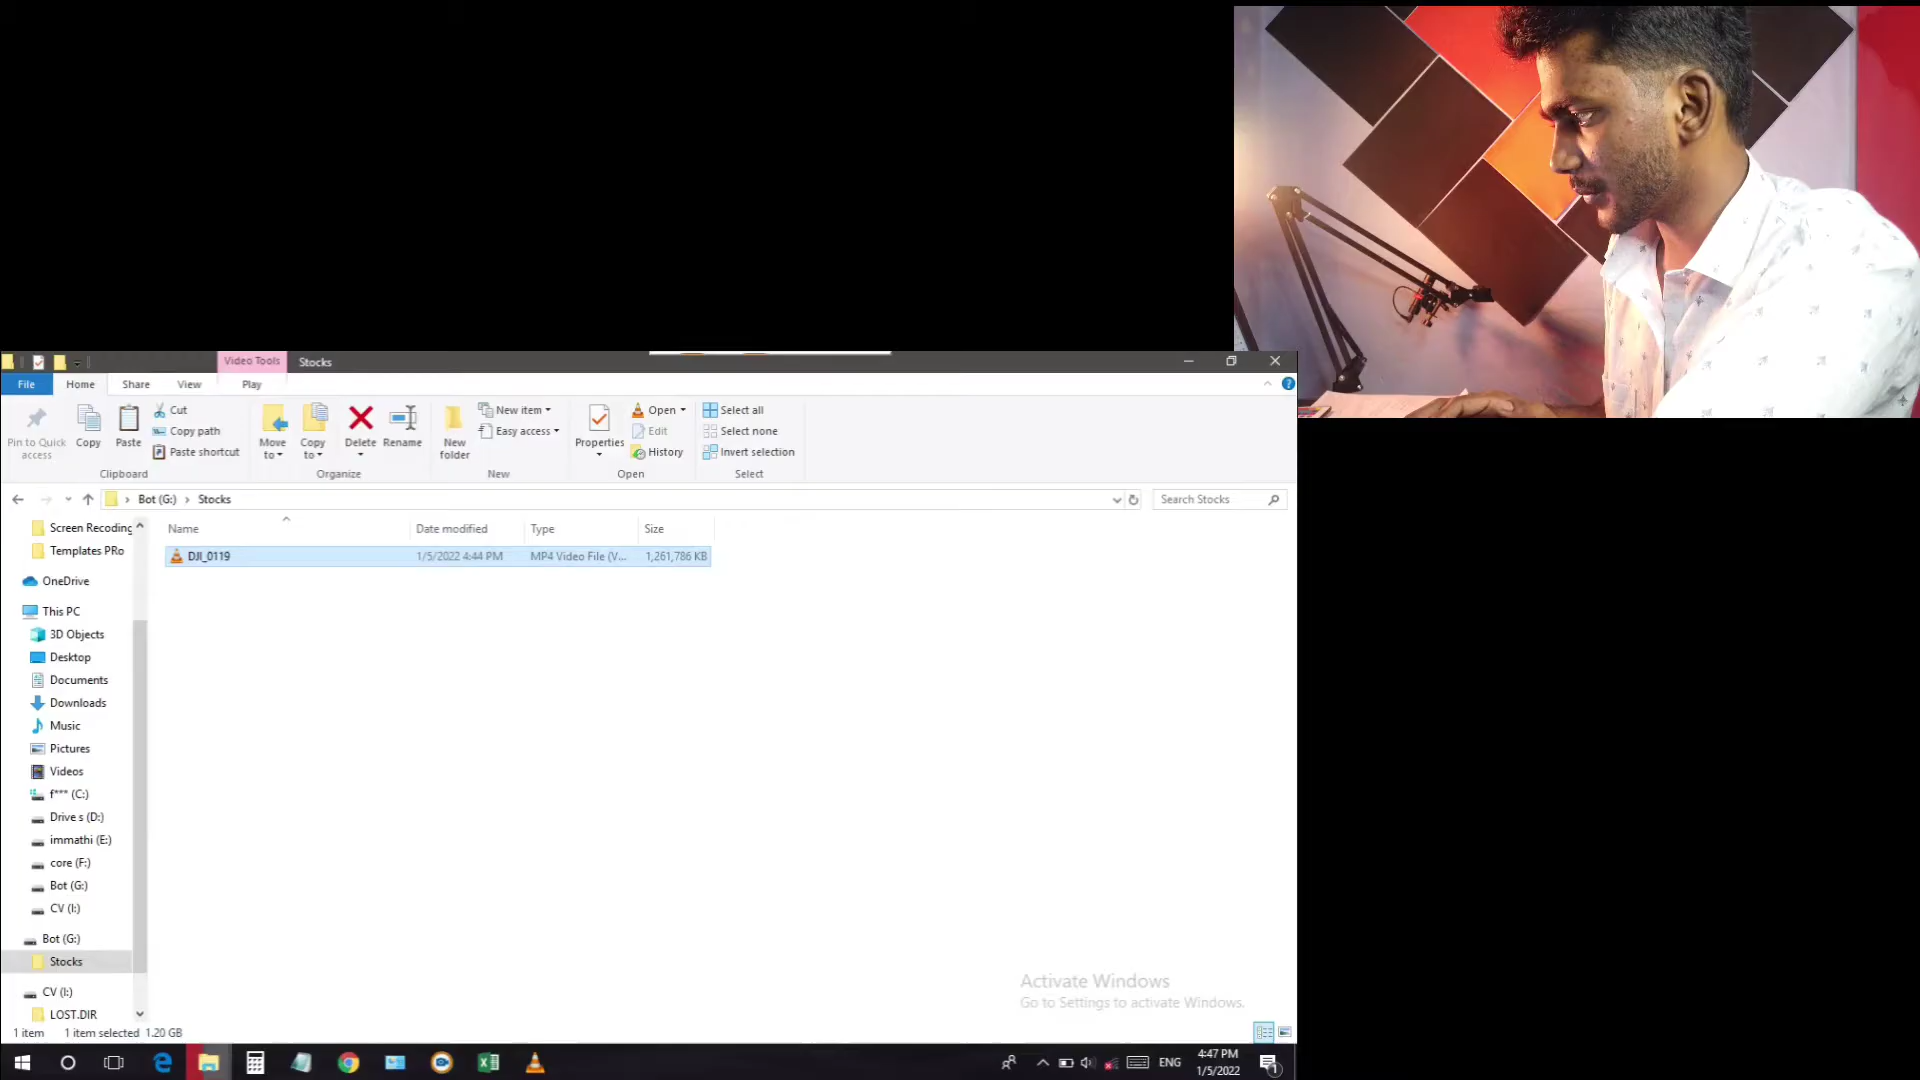 Video Tools Stocks
File Home Share View Play
Pin to Quick access
Copy
Paste
Cut
Copy path
Paste shortcut
Clipboard
Move to
Copy to
Delete
Rename
Organize
New folder
New item
Easy access
New
Properties
Open
Edit
History
Open
Select all
Select none
Invert selection
Select
Bot (G:) › Stocks
Search Stocks
Name Date modified Type Size
DJI_0119 1/5/2022 4:44 PM MP4 Video File (V... 1,261,786 KB
Screen Recording
Templates PRo
OneDrive
This PC
3D Objects
Desktop
Documents
Downloads
Music
Pictures
Videos
f*** (C:)
Drive s (D:)
immathi (E:)
core (F:)
Bot (G:)
CV (I:)
Bot (G:)
Stocks
CV (I:)
LOST.DIR
Activate Windows
Go to Settings to activate Windows.
1 item 1 item selected 1.20 GB
ENG
4:47 PM
1/5/2022
1